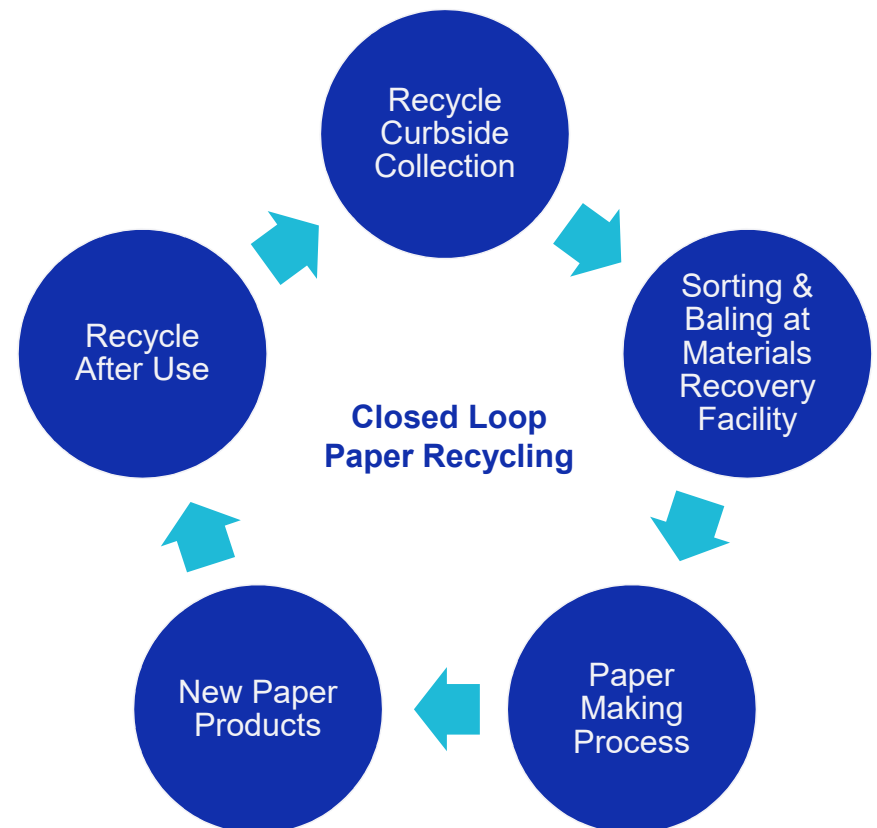 Recycle
Curbside
Collection
Sorting &
Baling at
Materials
Recovery
Facility
Paper
Making
Process
New Paper
Products
Recycle
After Use
Closed Loop
Paper Recycling